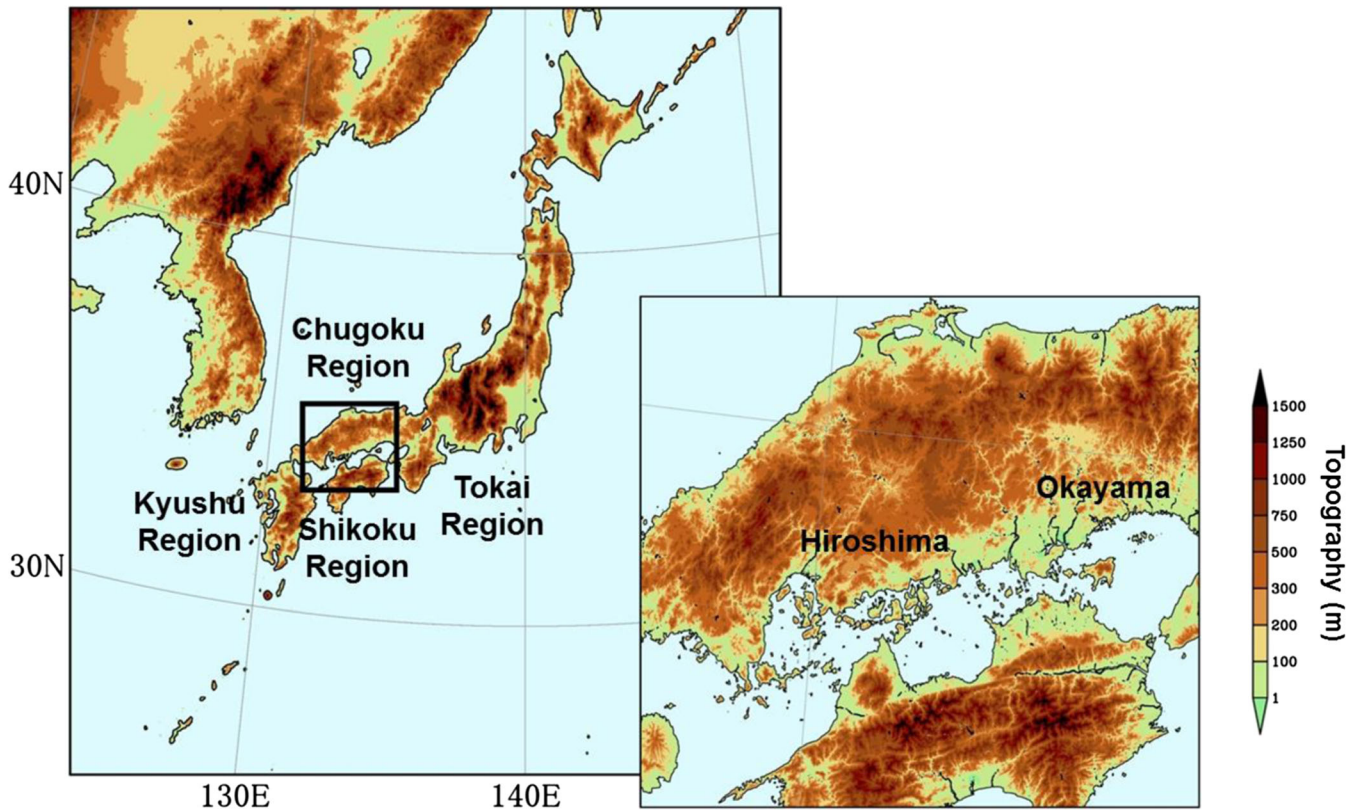 40N
30N
130E
140E
Chugoku
Region
Kyushu
Region
Shikoku
Region
Tokai
Region
Hiroshima
Okayama
1500
1250
1000
750
500
300
200
100
1
Topography (m)